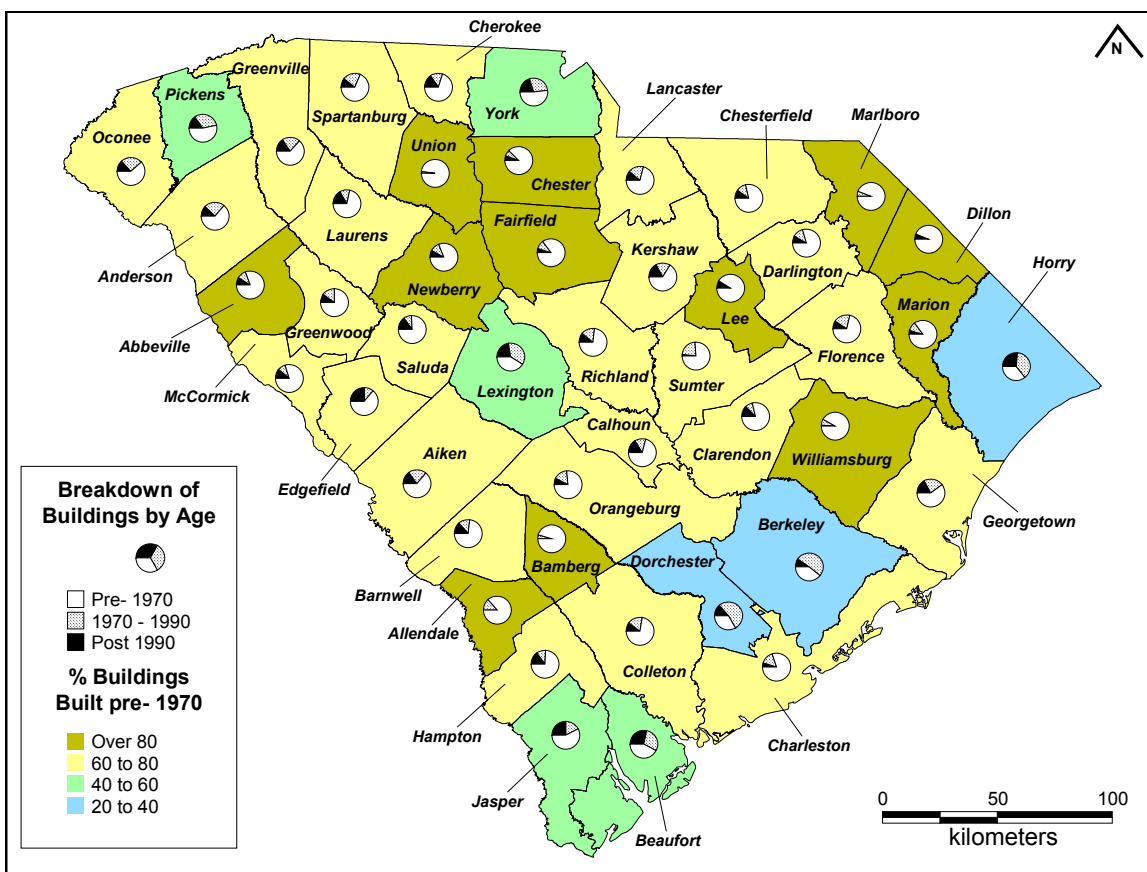 Cherokee
N
Greenville
Pickens
Spartanburg
York
Lancaster
Chesterfield
Marlboro
Oconee
Union
Chester
Dillon
Laurens
Fairfield
Kershaw
Darlington
Horry
Anderson
Newberry
Marion
Lee
Abbeville
Greenwood
Saluda
Richland
Sumter
Florence
McCormick
Lexington
Calhoun
Clarendon
Williamsburg
Aiken
Edgefield
Orangeburg
Georgetown
Berkeley
Dorchester
Bamberg
Barnwell
Allendale
Colleton
Hampton
Charleston
Jasper
Beaufort
Breakdown of
Buildings by Age
Pre- 1970
1970 - 1990
Post 1990
% Buildings
Built pre- 1970
Over 80
60 to 80
40 to 60
20 to 40
0 50 100
kilometers